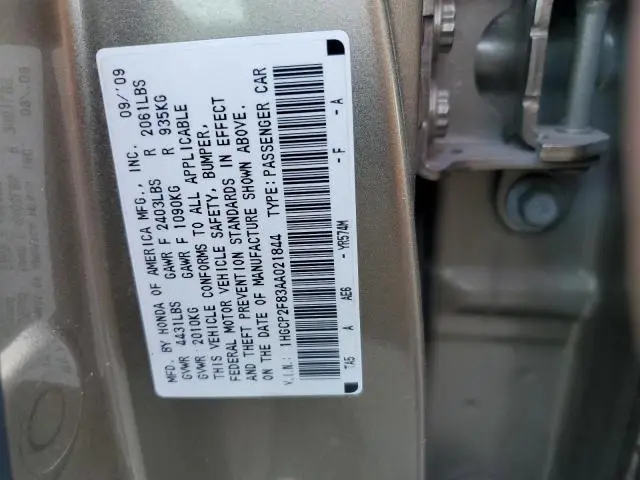 MFD. BY HONDA OF AMERICA MFG., INC. 09/'09
GVWR 4431LBS GAWR F 2403LBS R 2061LBS
GVWR 2010KG GAWR F 1090KG R 935KG
THIS VEHICLE CONFORMS TO ALL APPLICABLE
FEDERAL MOTOR VEHICLE SAFETY, BUMPER,
AND THEFT PREVENTION STANDARDS IN EFFECT
ON THE DATE OF MANUFACTURE SHOWN ABOVE.
V.I.N.: 1HGCP2F83AA021844 TYPE: PASSENGER CAR
TA5 A AE6 - YR574M - F - A